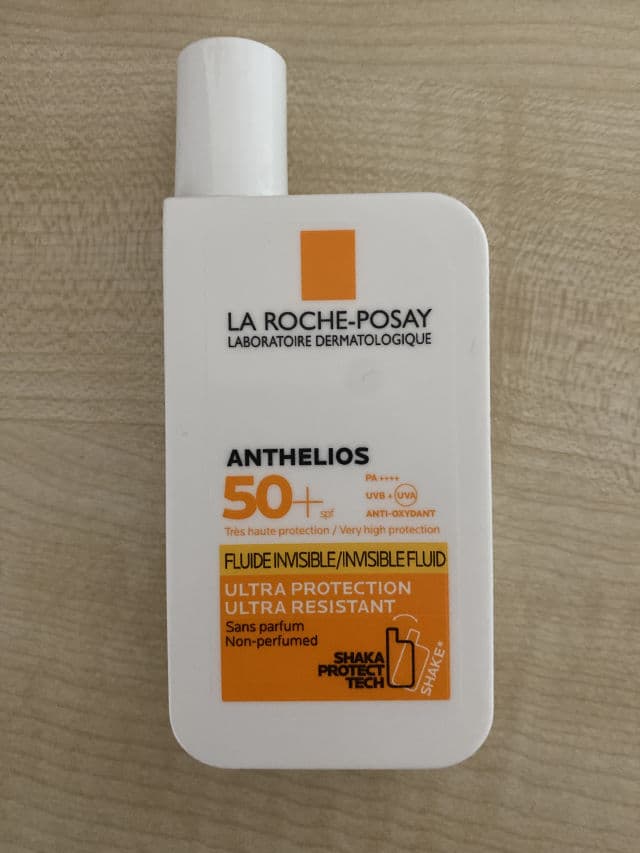 LA ROCHE-POSAY
LABORATOIRE DERMATOLOGIQUE
ANTHELIOS
50+ spf
PA ++++
UVB + UVA
ANTI-OXYDANT
Très haute protection / Very high protection
FLUIDE INVISIBLE/INVISIBLE FLUID
ULTRA PROTECTION
ULTRA RESISTANT
Sans parfum
Non-perfumed
SHAKA
PROTECT
TECH
SHAKE*